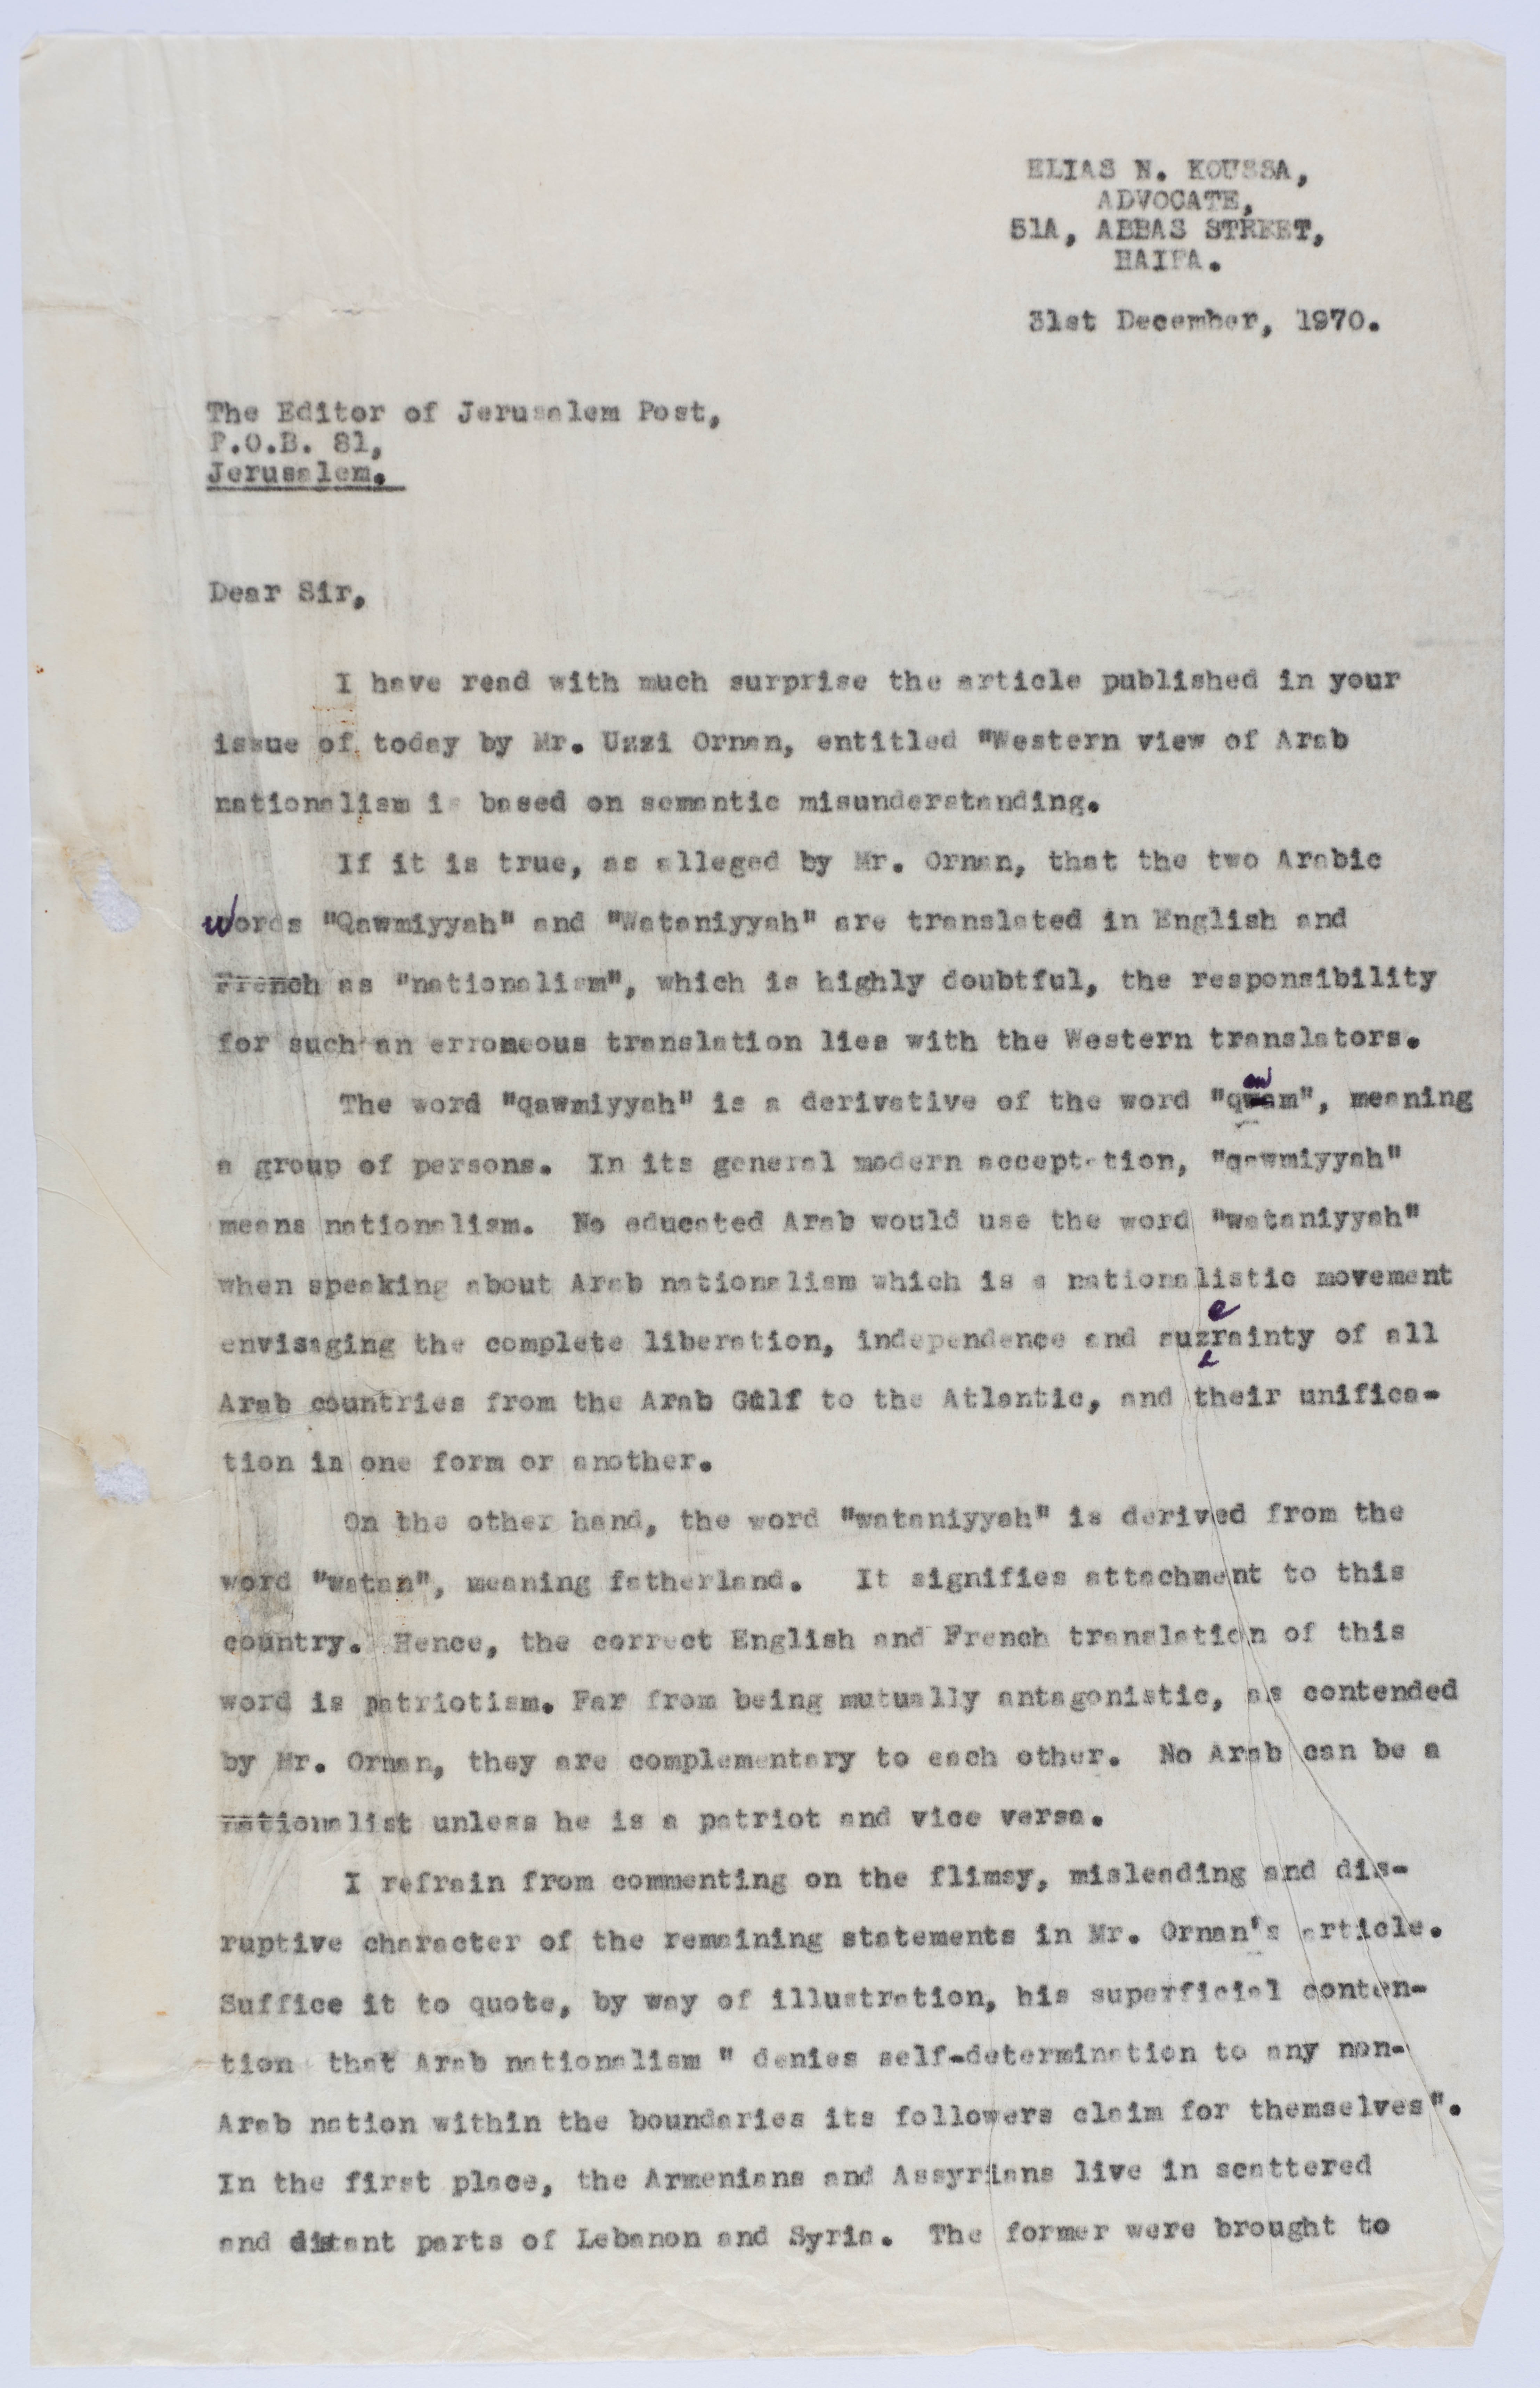 ELIAS N. KOUSSA,
ADVOCATE,
51A, ABBAS STREET,
HAIFA.
31st December, 1970.
The Editor of Jerusalem Post,
P.O.B. 81,
Jerusalem.
Dear Sir,
I have read with much surprise the article published in your
issue of today by Mr. Uzzi Ornan, entitled "Western view of Arab
nationalism is based on semantic misunderstanding.
If it is true, as alleged by Mr. Ornan, that the two Arabic
words "Qawmiyyah" and "Wataniyyah" are translated in English and
French as "nationalism", which is highly doubtful, the responsibility
for such an erroneous translation lies with the Western translators.
The word "qawmiyyah" is a derivative of the word "qawm", meaning
a group of persons. In its general modern acceptation, "qawmiyyah"
means nationalism. No educated Arab would use the word "wataniyyah"
when speaking about Arab nationalism which is a nationalistic movement
envisaging the complete liberation, independence and suzerainty of all
Arab countries from the Arab Gulf to the Atlantic, and their unifica-
tion in one form or another.
On the other hand, the word "wataniyyah" is derived from the
word "watan", meaning fatherland. It signifies attachment to this
country. Hence, the correct English and French translation of this
word is patriotism. Far from being mutually antagonistic, as contended
by Mr. Ornan, they are complementary to each other. No Arab can be a
nationalist unless he is a patriot and vice versa.
I refrain from commenting on the flimsy, misleading and dis-
ruptive character of the remaining statements in Mr. Ornan's article.
Suffice it to quote, by way of illustration, his superficial conten-
tion that Arab nationalism " denies self-determination to any non-
Arab nation within the boundaries its followers claim for themselves".
In the first place, the Armenians and Assyrians live in scattered
and distant parts of Lebanon and Syria. The former were brought to